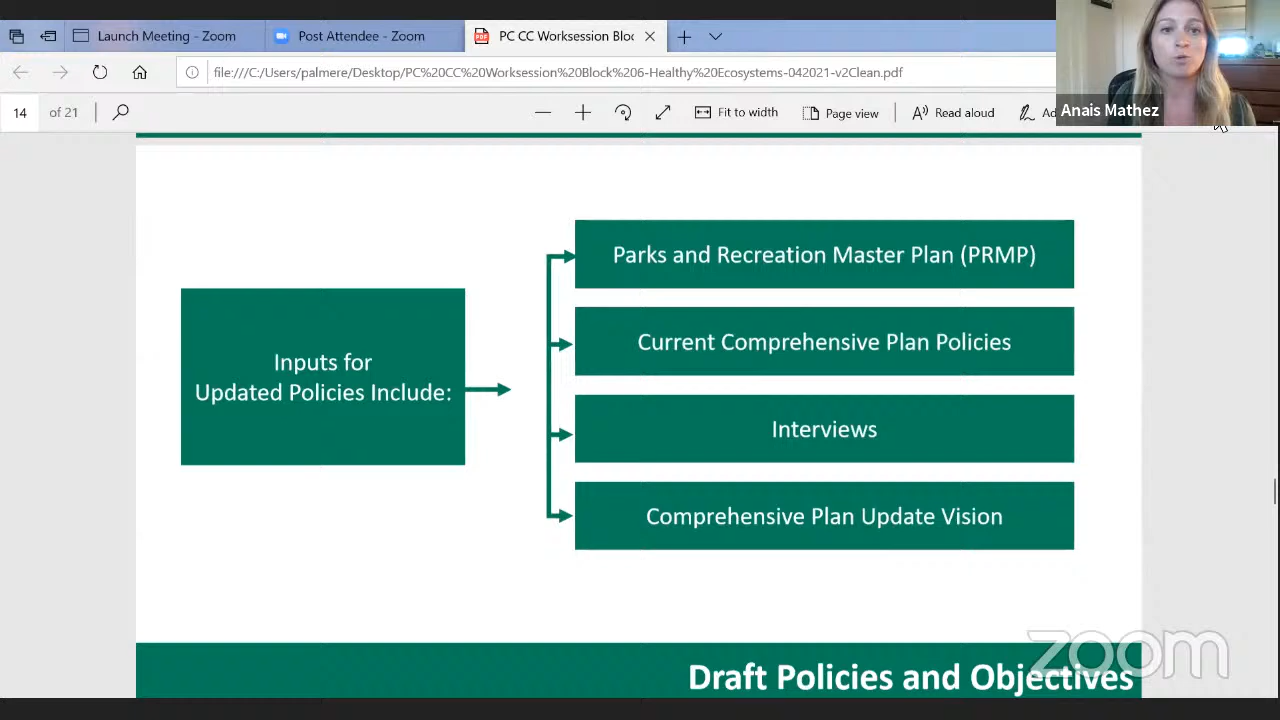 Launch Meeting - Zoom
Post Attendee - Zoom
PC CC Worksession Bloc
file:///C:/Users/palmere/Desktop/PC%20CC%20Worksession%20Block%206-Healthy%20Ecosystems-042021-v2Clean.pdf
14 of 21
Fit to width
Page view
Read aloud
Anais Mathez
Parks and Recreation Master Plan (PRMP)
Inputs for
Updated Policies Include:
Current Comprehensive Plan Policies
Interviews
Comprehensive Plan Update Vision
Draft Policies and Objectives
zoom